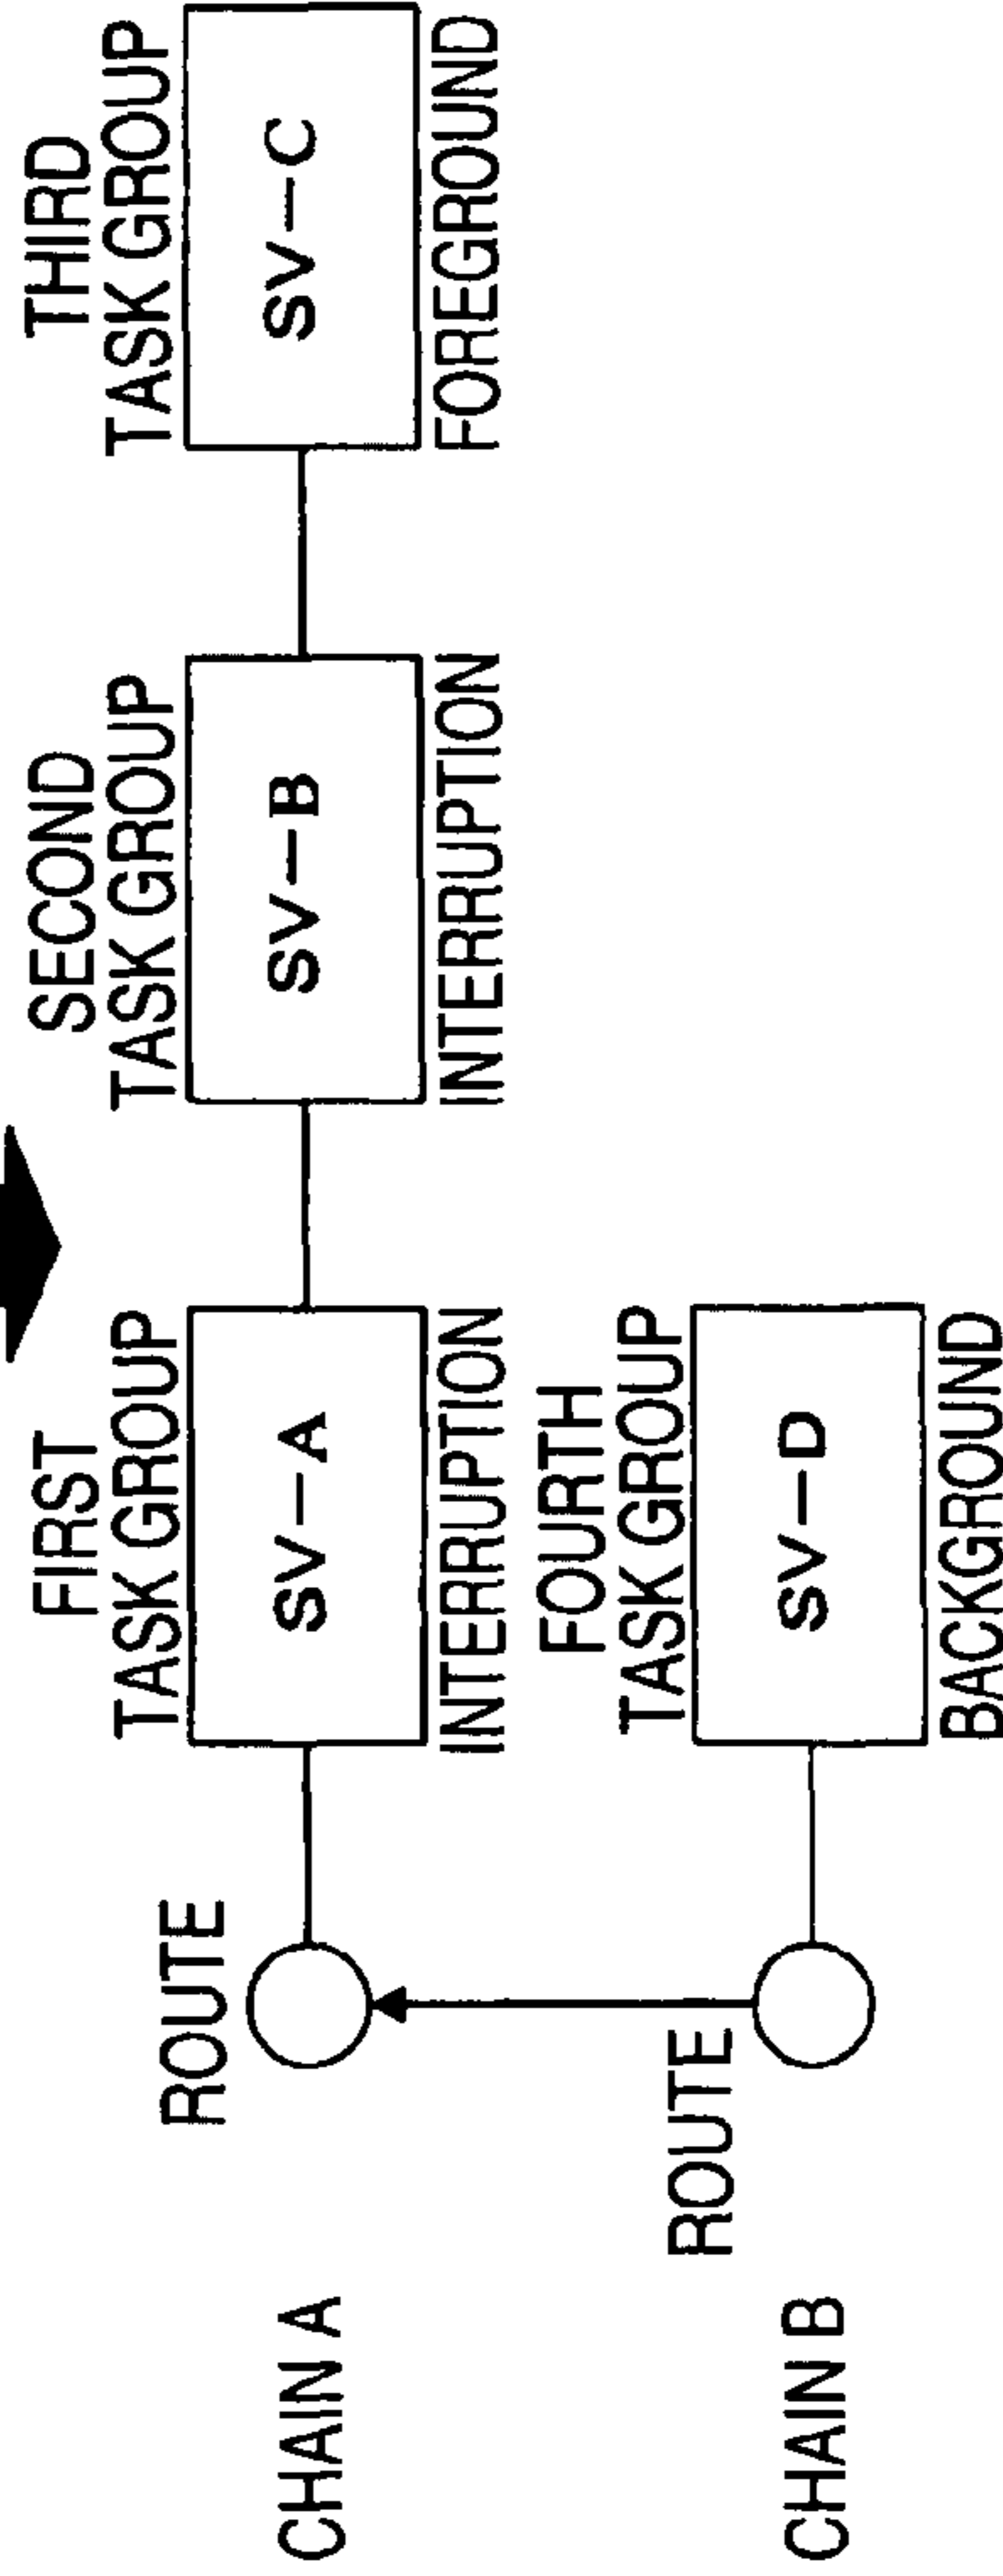 FIRST
TASK GROUP
SECOND
TASK GROUP
THIRD
TASK GROUP
ROUTE
CHAIN A
SV-A
SV-B
SV-C
INTERRUPTION
INTERRUPTION
FOREGROUND
FOURTH
TASK GROUP
ROUTE
CHAIN B
SV-D
BACKGROUND